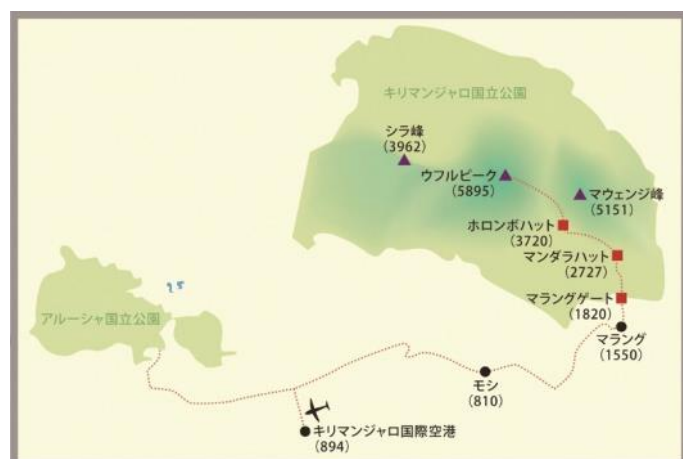 キリマンジャロ国立公園
シラ峰
(3962)
ウフルピーク
(5895)
マウェンジ峰
(5151)
ホロンボハット
(3720)
マンダラハット
(2727)
マラングゲート
(1820)
アルーシャ国立公園
マラング
(1550)
モシ
(810)
キリマンジャロ国際空港
(894)